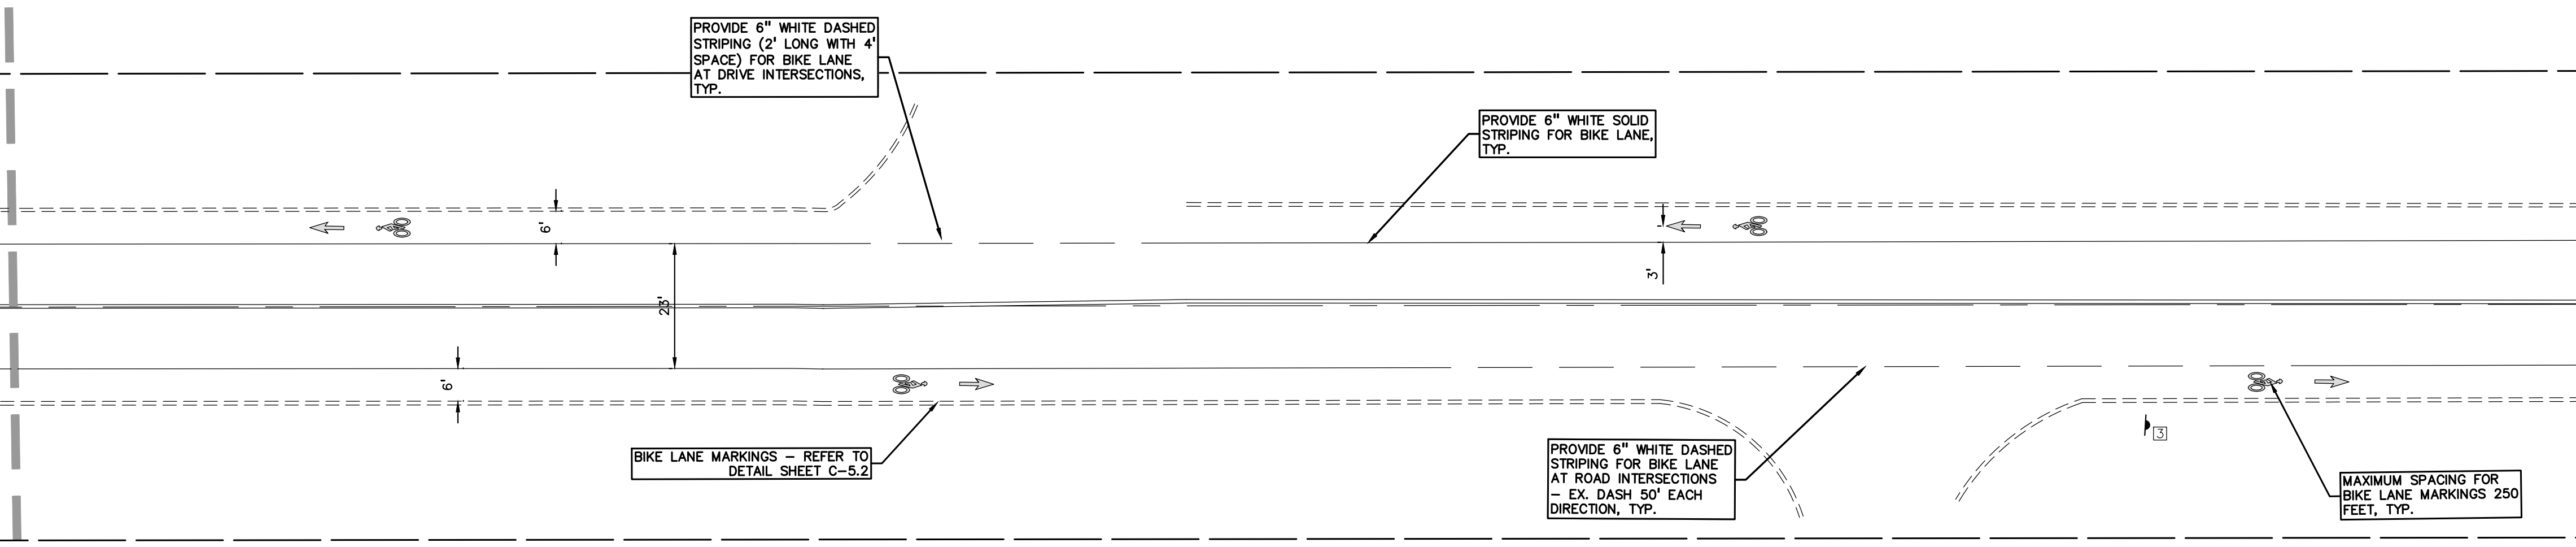 PROVIDE 6" WHITE DASHED
STRIPING (2' LONG WITH 4'
SPACE) FOR BIKE LANE
AT DRIVE INTERSECTIONS,
TYP.
PROVIDE 6" WHITE SOLID
STRIPING FOR BIKE LANE,
TYP.
6'
23'
3'
6'
BIKE LANE MARKINGS – REFER TO
DETAIL SHEET C–5.2
PROVIDE 6" WHITE DASHED
STRIPING FOR BIKE LANE
AT ROAD INTERSECTIONS
– EX. DASH 50' EACH
DIRECTION, TYP.
3
MAXIMUM SPACING FOR
BIKE LANE MARKINGS 250
FEET, TYP.